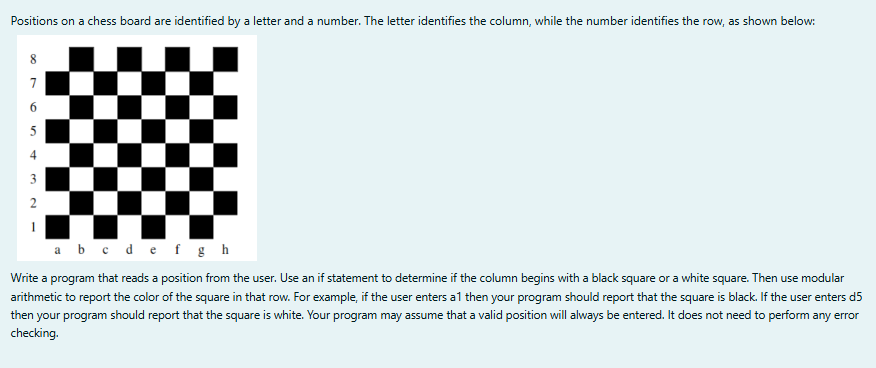 Positions on a chess board are identified by a letter and a number. The letter identifies the column, while the number identifies the row, as shown below:
8
7
6
5
4
3
2
1
a b c d e f g h
Write a program that reads a position from the user. Use an if statement to determine if the column begins with a black square or a white square. Then use modular
arithmetic to report the color of the square in that row. For example, if the user enters a1 then your program should report that the square is black. If the user enters d5
then your program should report that the square is white. Your program may assume that a valid position will always be entered. It does not need to perform any error
checking.